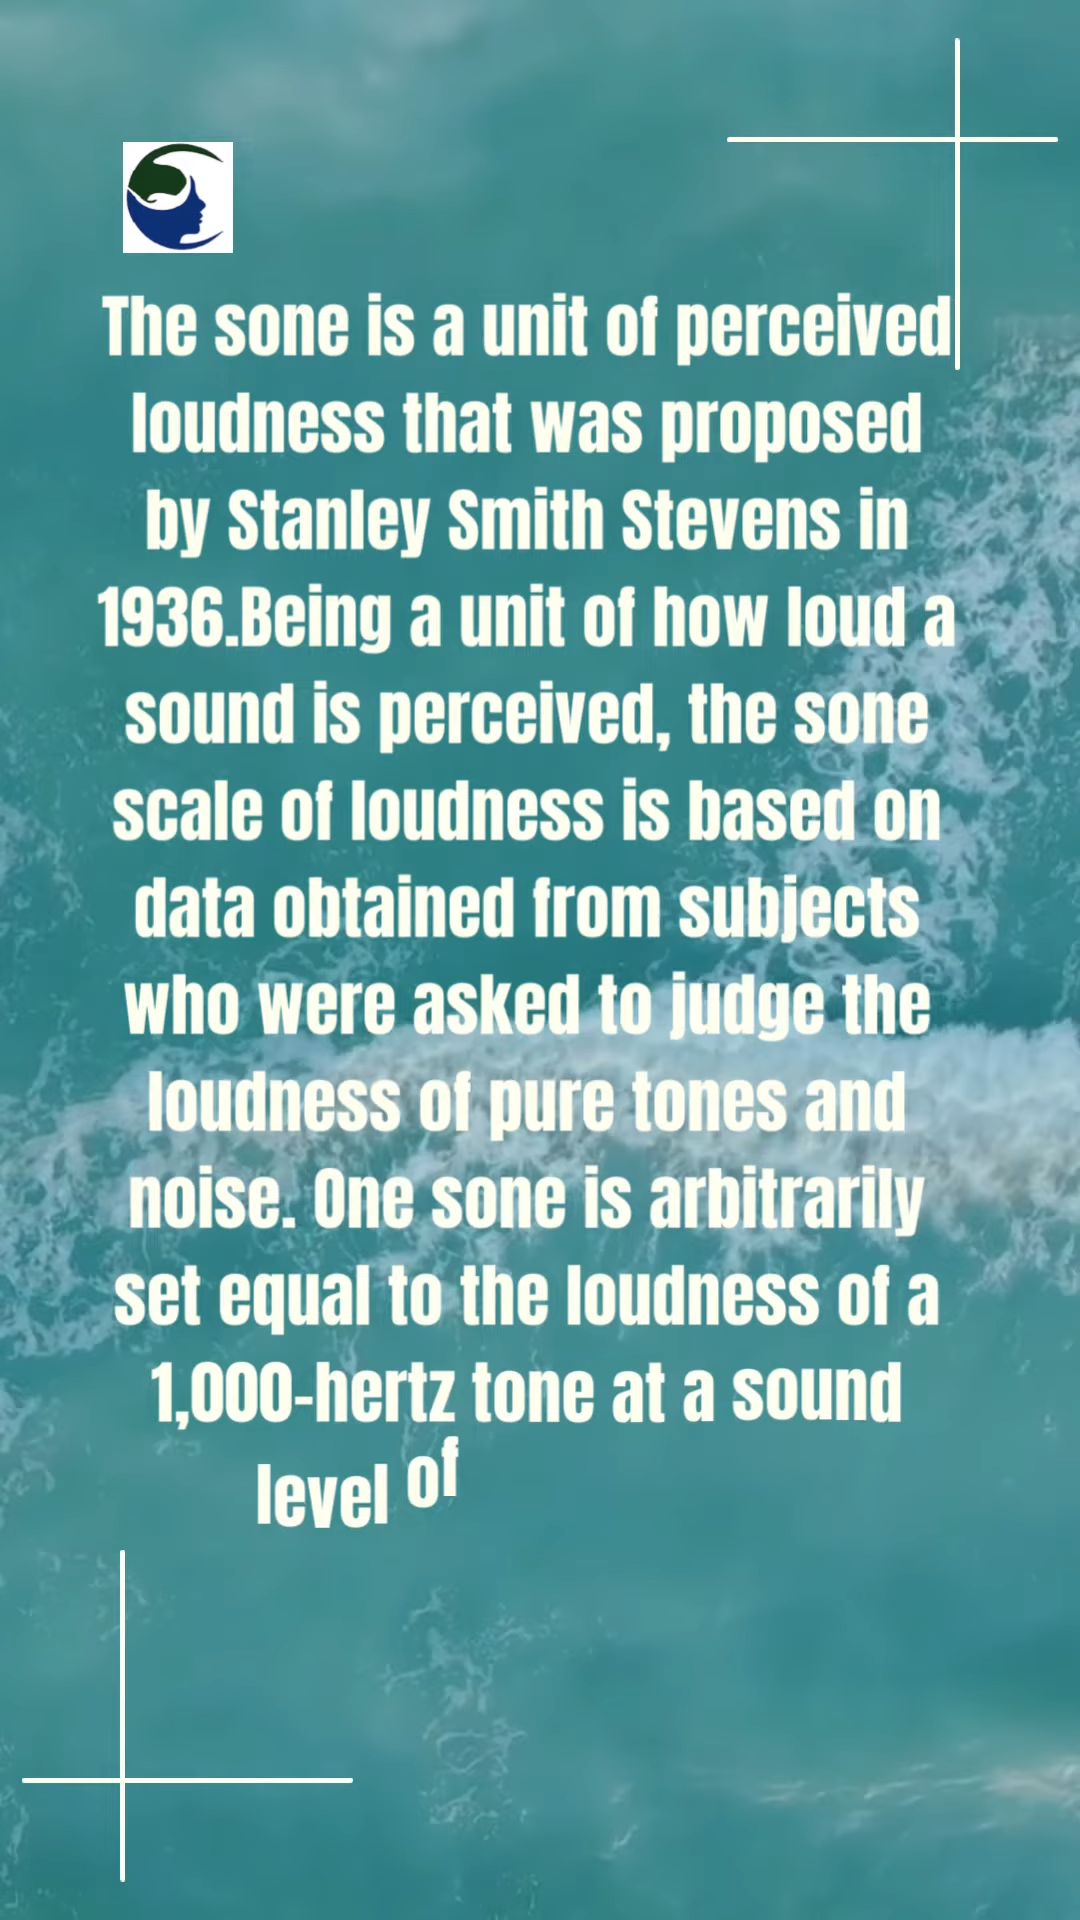 The sone is a unit of perceived
loudness that was proposed
by Stanley Smith Stevens in
1936.Being a unit of how loud a
sound is perceived, the sone
scale of loudness is based on
data obtained from subjects
who were asked to judge the
loudness of pure tones and
noise. One sone is arbitrarily
set equal to the loudness of a
1,000-hertz tone at a sound
level of